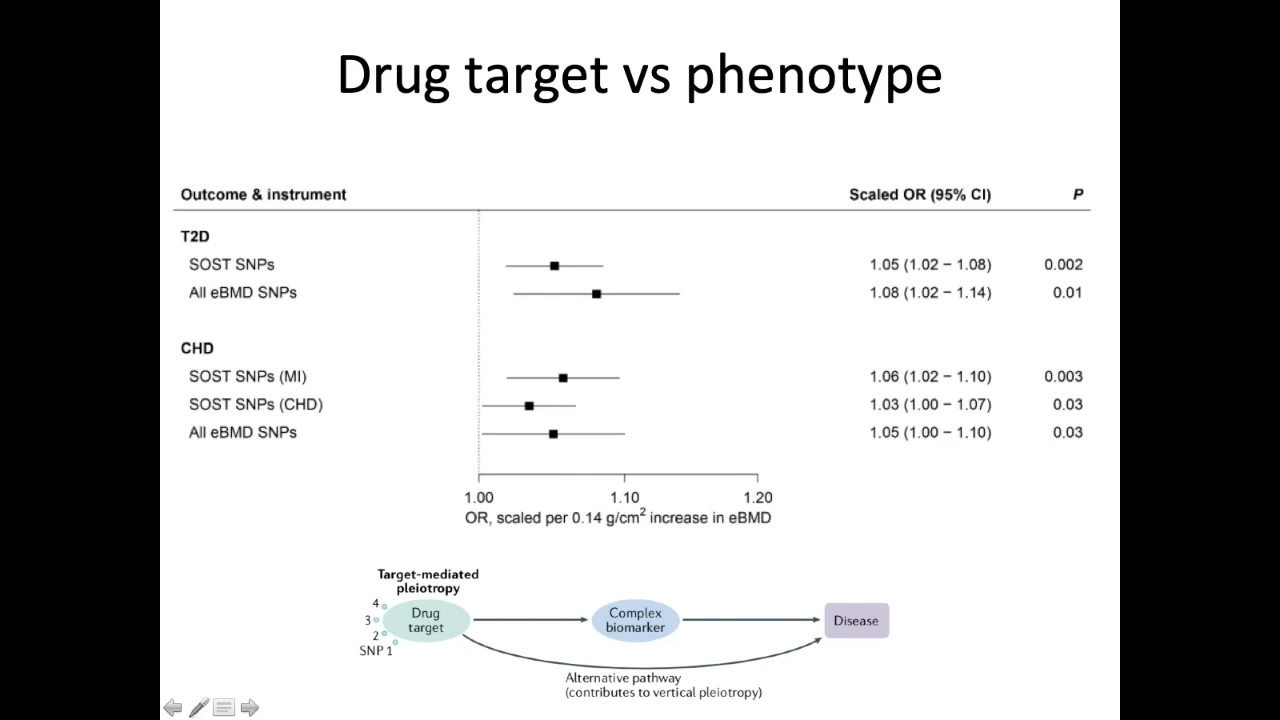 Drug target vs phenotype
Outcome & instrument Scaled OR (95% CI) P
T2D
SOST SNPs 1.05 (1.02 − 1.08) 0.002
All eBMD SNPs 1.08 (1.02 − 1.14) 0.01
CHD
SOST SNPs (MI) 1.06 (1.02 − 1.10) 0.003
SOST SNPs (CHD) 1.03 (1.00 − 1.07) 0.03
All eBMD SNPs 1.05 (1.00 − 1.10) 0.03
1.00 1.10 1.20
OR, scaled per 0.14 g/cm² increase in eBMD
Target-mediated
pleiotropy
4
3
2
SNP 1
Drug
target
Complex
biomarker
Disease
Alternative pathway
(contributes to vertical pleiotropy)